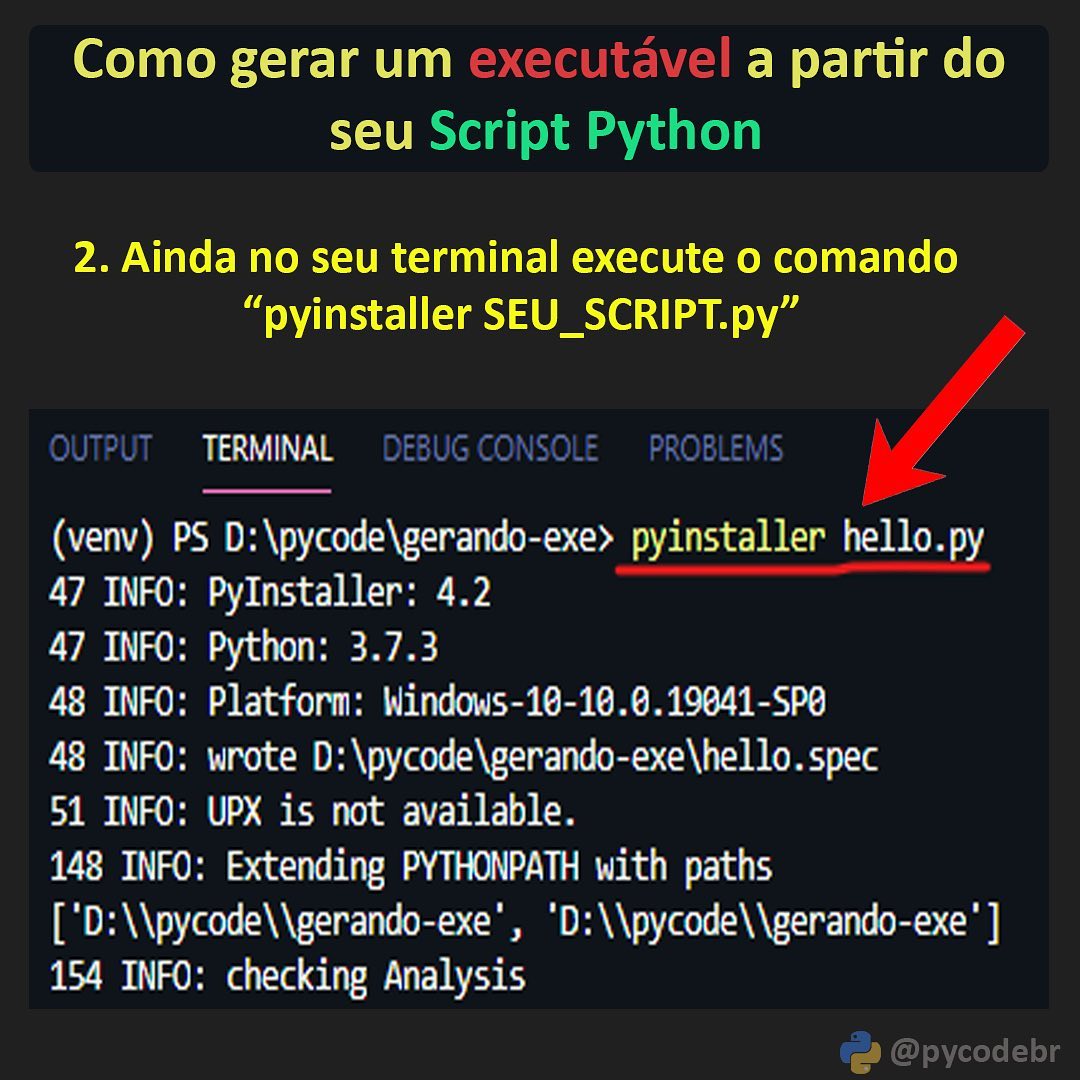 Como gerar um executável a partir do
seu Script Python
2. Ainda no seu terminal execute o comando
“pyinstaller SEU_SCRIPT.py”
OUTPUT TERMINAL DEBUG CONSOLE PROBLEMS
(venv) PS D:\pycode\gerando-exe> pyinstaller hello.py
47 INFO: PyInstaller: 4.2
47 INFO: Python: 3.7.3
48 INFO: Platform: Windows-10-10.0.19041-SP0
48 INFO: wrote D:\pycode\gerando-exe\hello.spec
51 INFO: UPX is not available.
148 INFO: Extending PYTHONPATH with paths
['D:\\pycode\\gerando-exe', 'D:\\pycode\\gerando-exe']
154 INFO: checking Analysis
@pycodebr